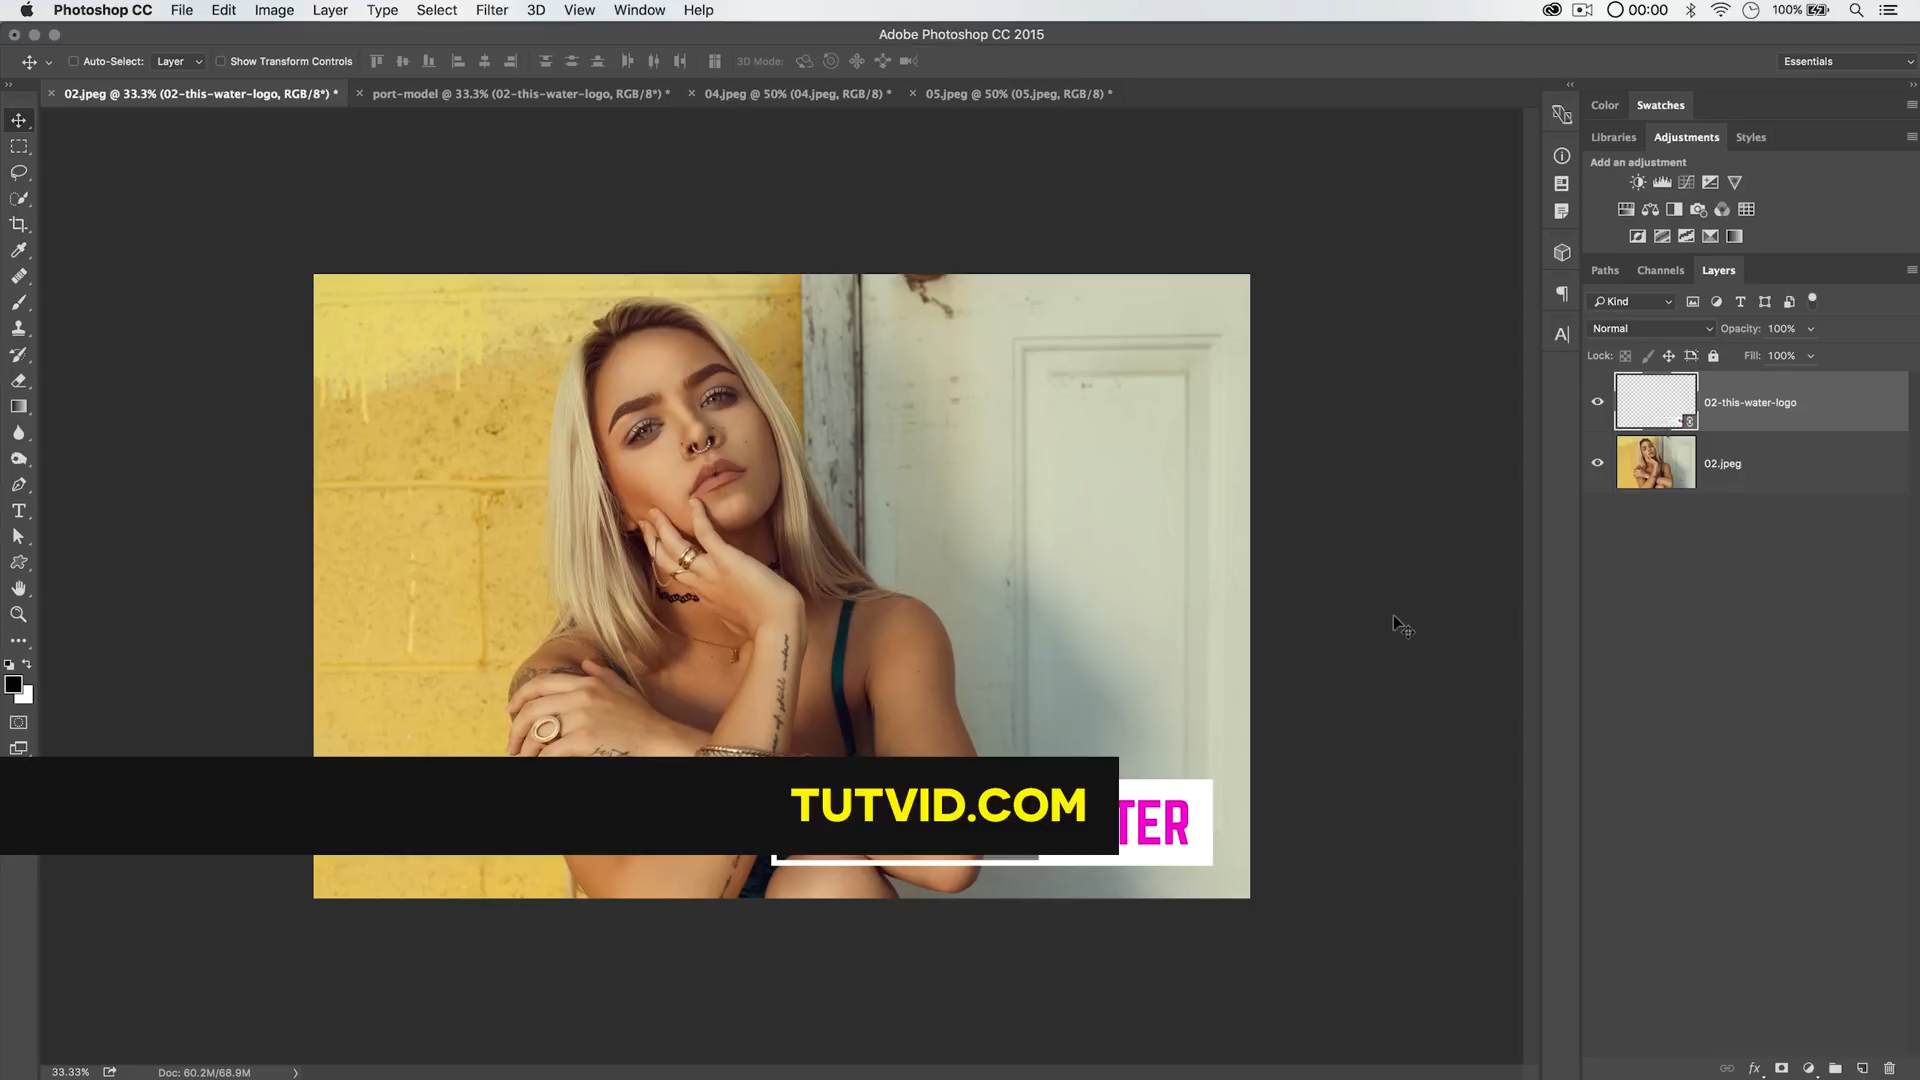 Photoshop CC File Edit Image Layer Type Select Filter 3D View Window Help 00:00 100%
Adobe Photoshop CC 2015
Auto-Select: Layer Show Transform Controls 3D Mode: Essentials
02.jpeg @ 33.3% (02-this-water-logo, RGB/8*) * port-model @ 33.3% (02-this-water-logo, RGB/8*) * 04.jpeg @ 50% (04.jpeg, RGB/8) * 05.jpeg @ 50% (05.jpeg, RGB/8) *
Color Swatches
Libraries Adjustments Styles
Add an adjustment
Paths Channels Layers
Kind
Normal Opacity: 100%
Lock: Fill: 100%
02-this-water-logo
02.jpeg
TUTVID.COM
TER
33.33% Doc: 60.2M/68.9M
fx